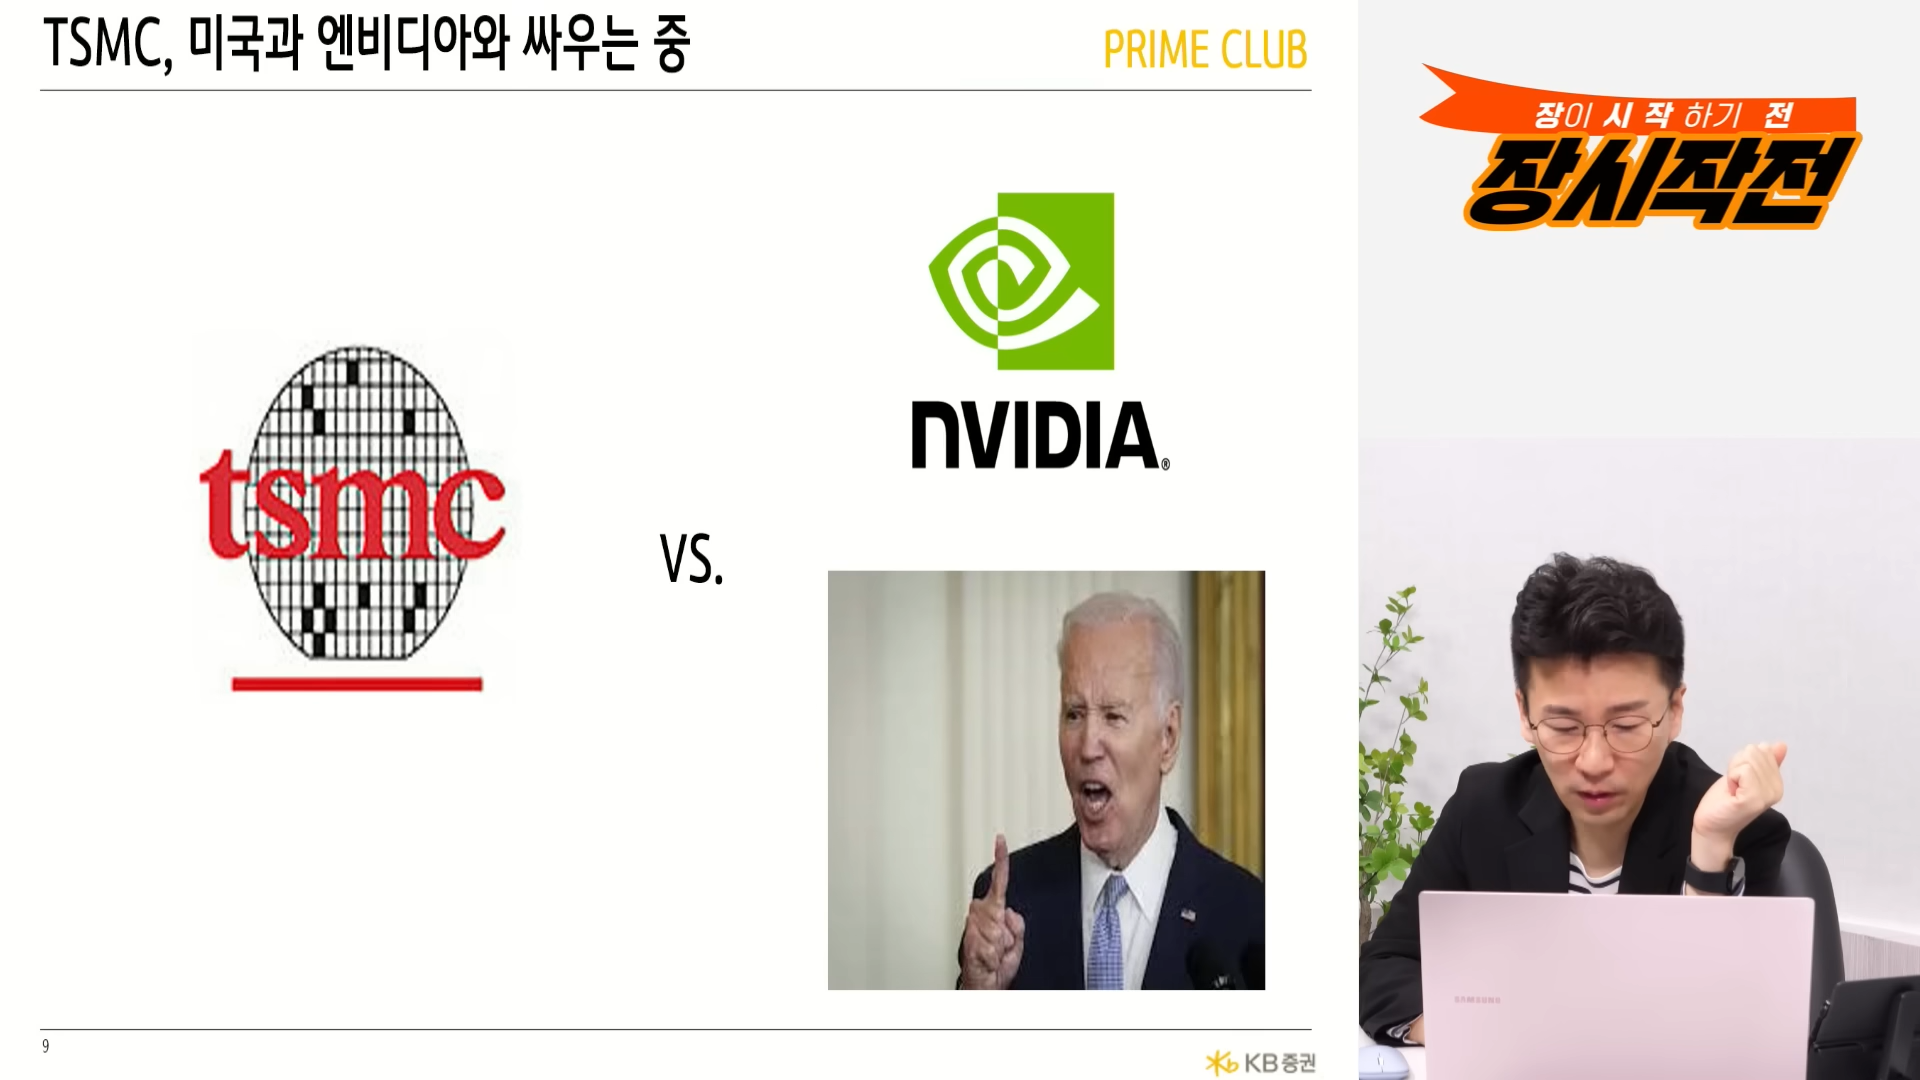 TSMC, 미국과 엔비디아와 싸우는 중
PRIME CLUB
장이 시작하기 전
장시작전
tsmc
VS.
NVIDIA®
SAMSUNG
9
KB증권